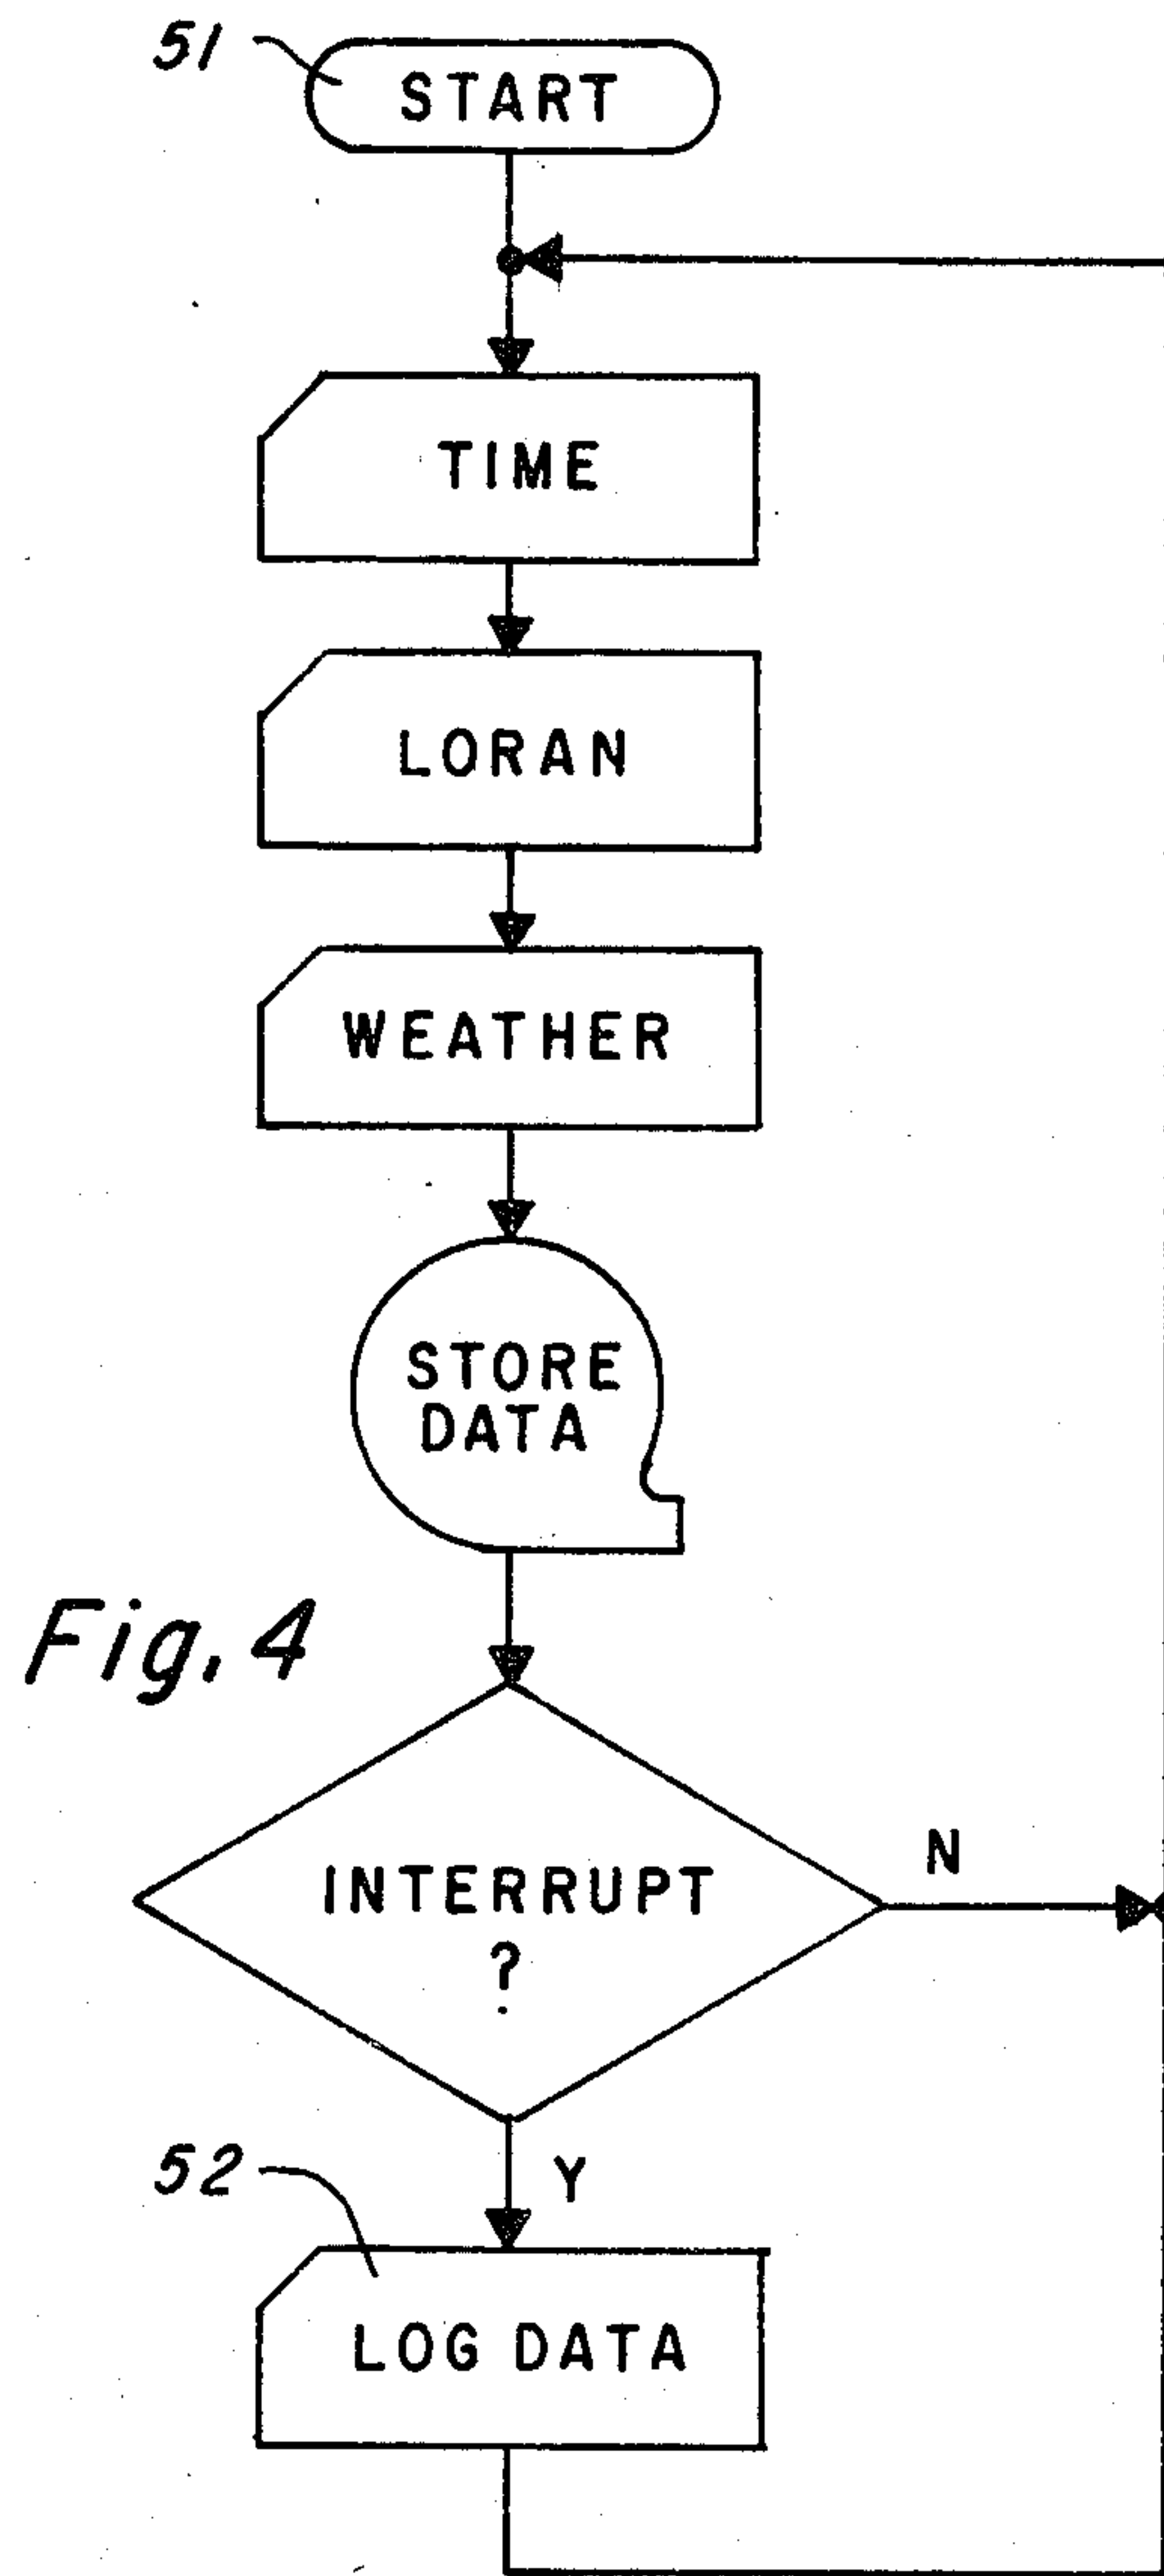 51
START
TIME
LORAN
WEATHER
STORE
DATA
Fig. 4
N
INTERRUPT
?
52
Y
LOG DATA